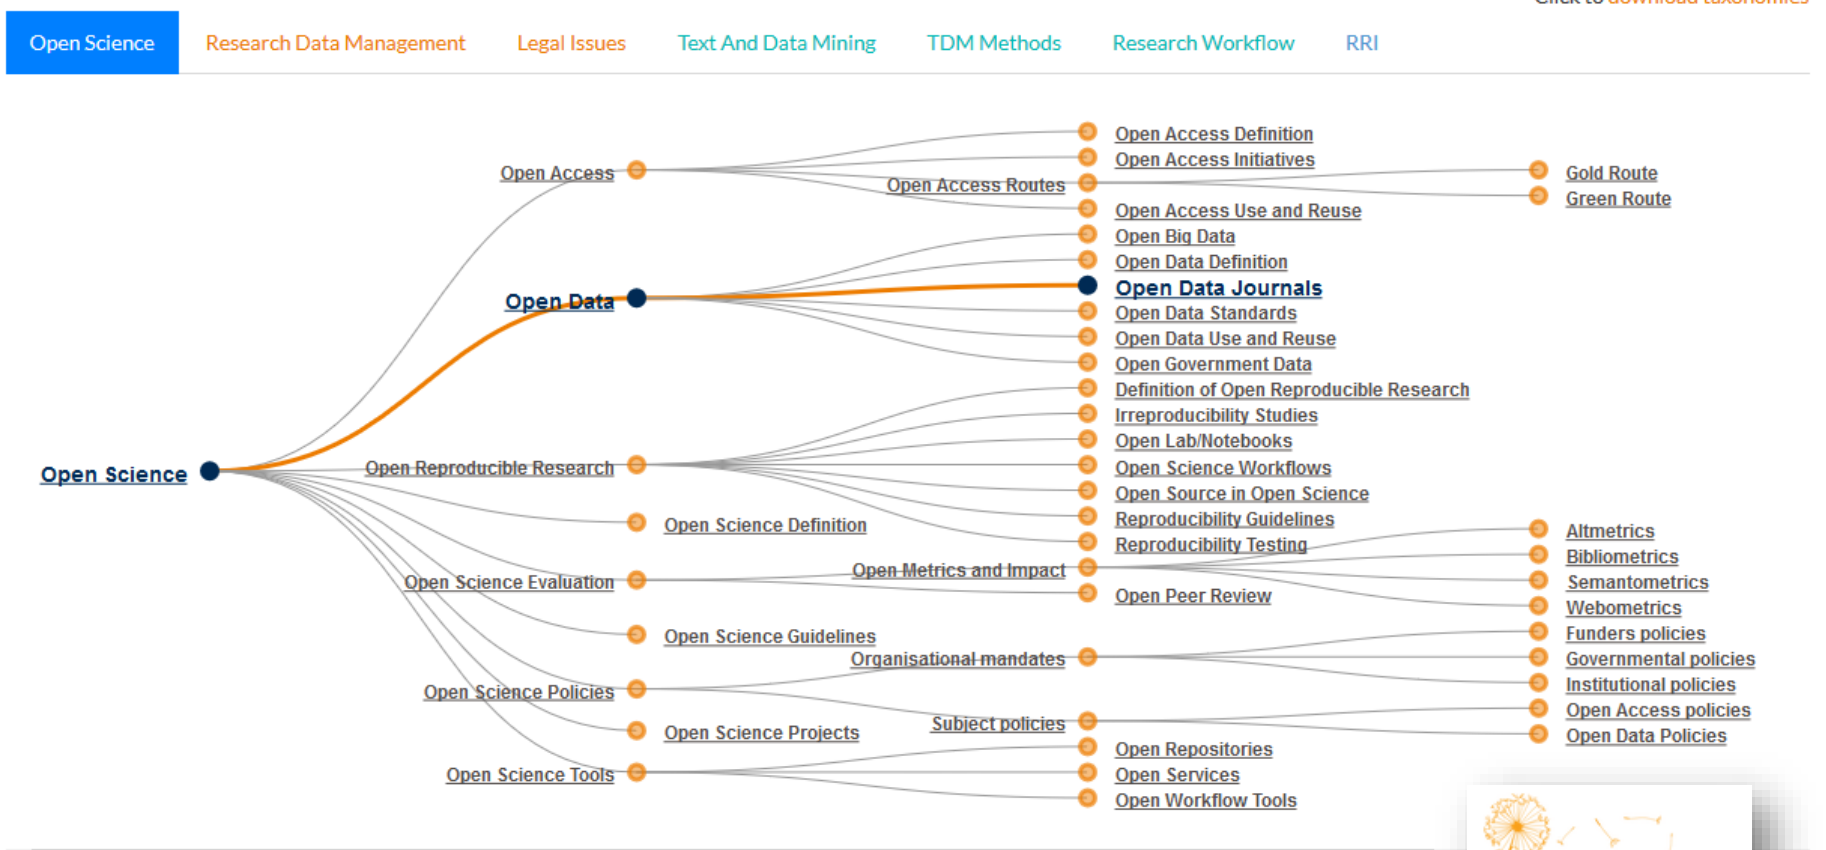 Click to download taxonomies
Open Science
Research Data Management
Legal Issues
Text And Data Mining
TDM Methods
Research Workflow
RRI
Open Science
Open Access
Open Access Definition
Open Access Initiatives
Open Access Routes
Gold Route
Green Route
Open Access Use and Reuse
Open Data
Open Big Data
Open Data Definition
Open Data Journals
Open Data Standards
Open Data Use and Reuse
Open Government Data
Open Reproducible Research
Definition of Open Reproducible Research
Irreproducibility Studies
Open Lab/Notebooks
Open Science Workflows
Open Source in Open Science
Reproducibility Guidelines
Reproducibility Testing
Open Science Definition
Open Science Evaluation
Open Metrics and Impact
Altmetrics
Bibliometrics
Semantometrics
Webometrics
Open Peer Review
Open Science Guidelines
Open Science Policies
Organisational mandates
Funders policies
Governmental policies
Institutional policies
Subject policies
Open Access policies
Open Data Policies
Open Science Projects
Open Science Tools
Open Repositories
Open Services
Open Workflow Tools